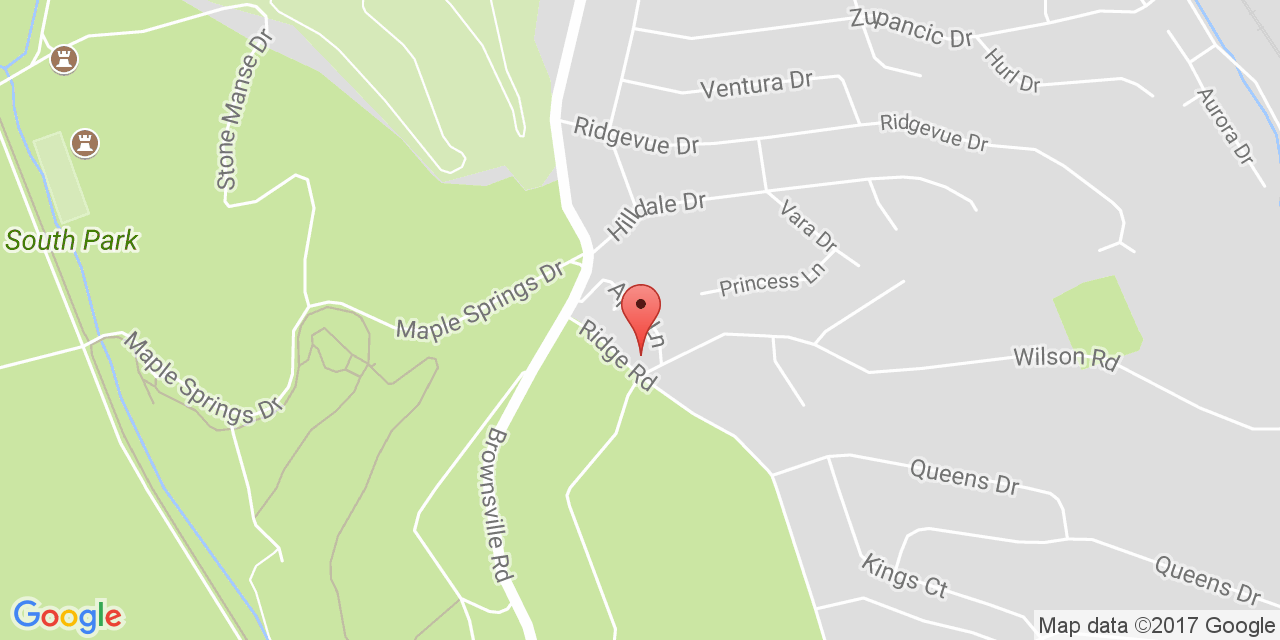 Zupancic Dr
Stone Manse Dr
Hurl Dr
Ventura Dr
Aurora Dr
Ridgevue Dr
Ridgevue Dr
Hilldale Dr
Vara Dr
South Park
Princess Ln
Maple Springs Dr
Ln
Ridge Rd
Maple Springs Dr
Wilson Rd
Brownsville Rd
Queens Dr
Kings Ct
Queens Dr
Google
Map data ©2017 Google